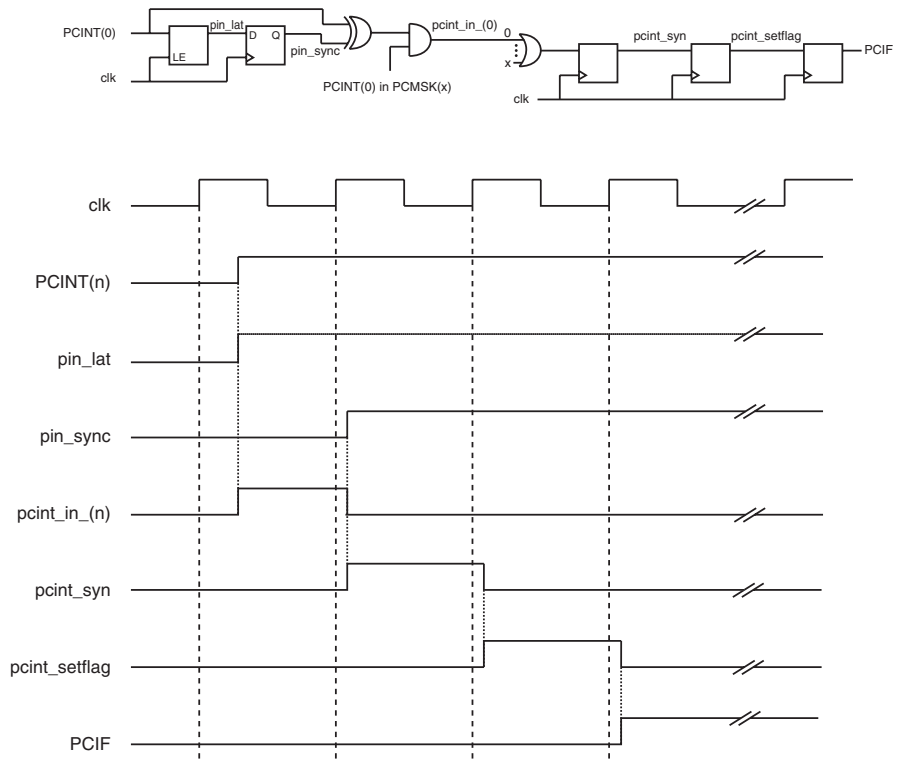 PCINT(0)
pin_lat
D Q
LE
pin_sync
clk
pcint_in_(0)
0
x
PCINT(0) in PCMSK(x)
pcint_syn
pcint_setflag
PCIF
clk
clk
PCINT(n)
pin_lat
pin_sync
pcint_in_(n)
pcint_syn
pcint_setflag
PCIF